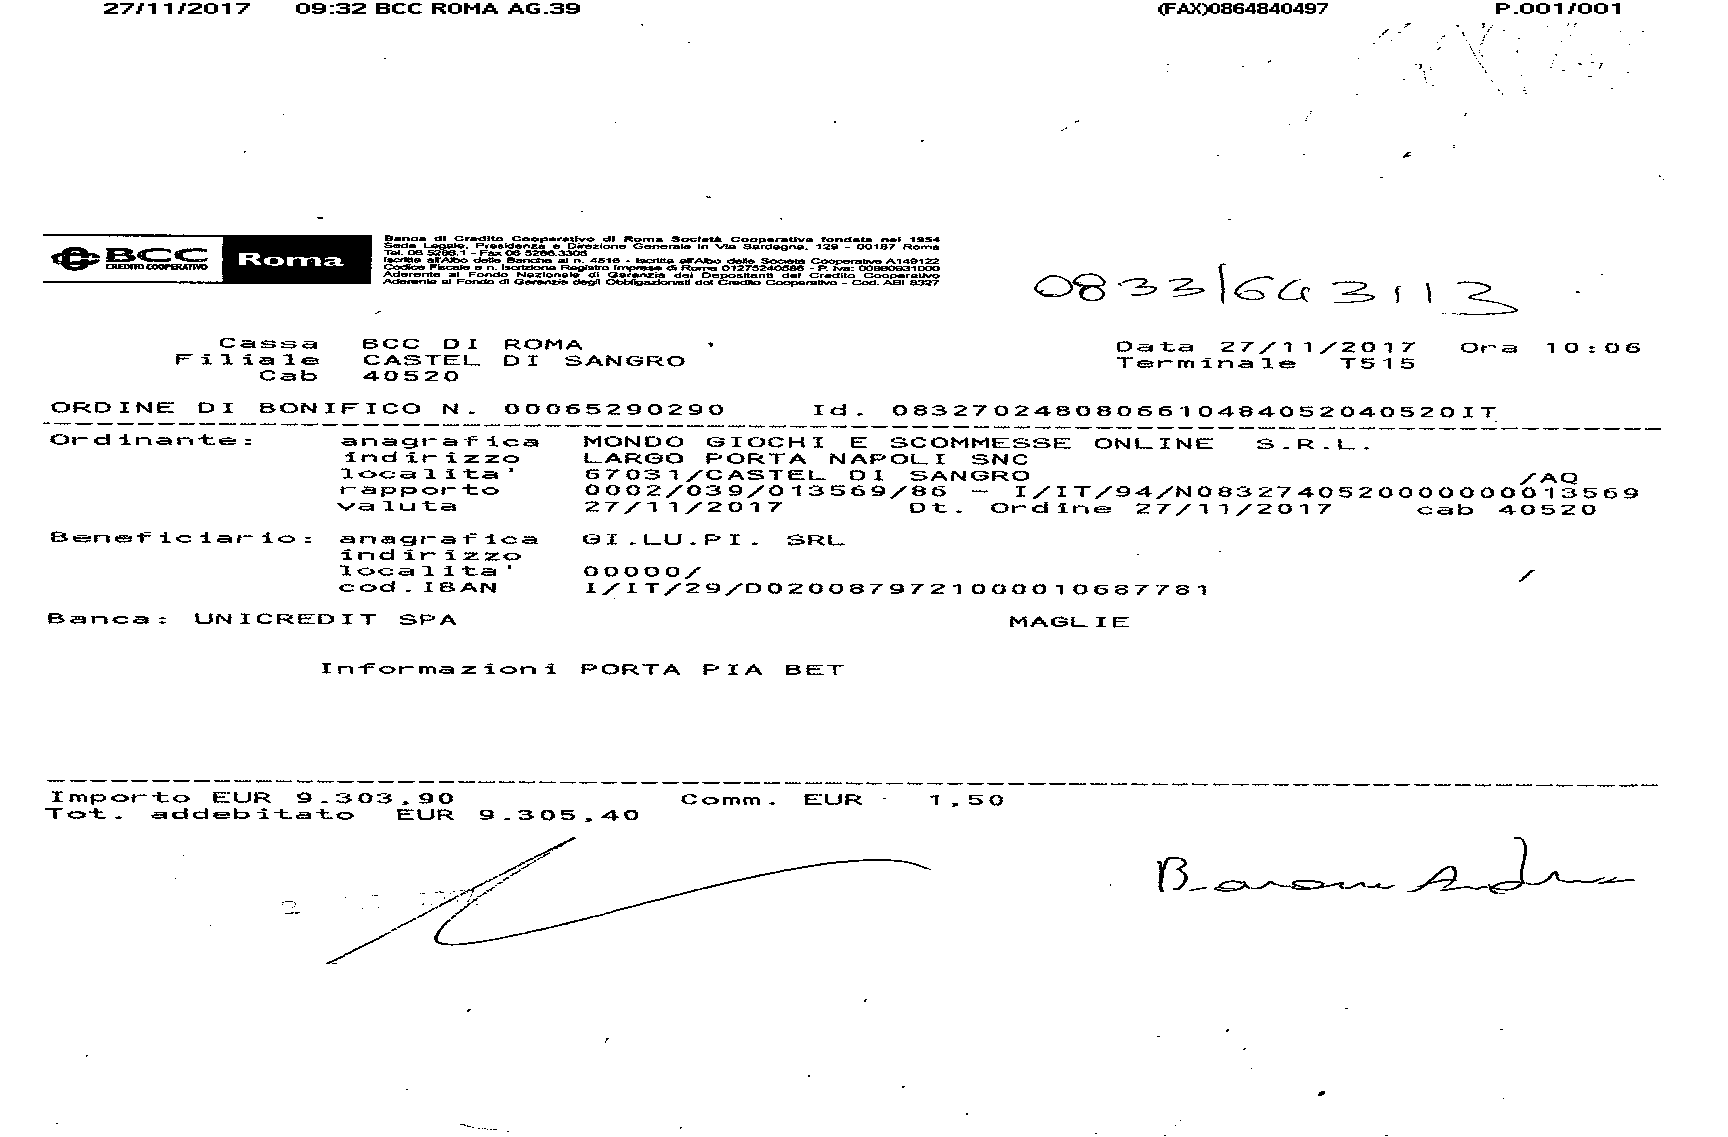 27/11/2017 09:32 BCC ROMA AG.39 (FAX)0864840497 P.001/001
BCC Roma
CREDITO COOPERATIVO
Banca di Credito Cooperativo di Roma Società Cooperativa fondata nel 1954
Sede Legale, Presidenza e Direzione Generale in Via Sardegna, 129 - 00187 Roma
Tel. 06 5286.1 - Fax 06 5286.3305
Iscritta all'Albo delle Banche al n. 4516 - Iscritta all'Albo delle Società Cooperative A149122
Codice Fiscale e n. Iscrizione Registro Imprese di Roma 01275240586 - P. Iva: 00980931000
Aderente al Fondo Nazionale di Garanzia dei Depositanti del Credito Cooperativo
Aderente al Fondo di Garanzia degli Obbligazionisti del Credito Cooperativo - Cod. ABI 8327
0833/643113
Cassa BCC DI ROMA Data 27/11/2017 Ora 10:06
Filiale CASTEL DI SANGRO Terminale T515
Cab 40520
ORDINE DI BONIFICO N. 00065290290 Id. 0832702480806610484052040520IT
Ordinante: anagrafica MONDO GIOCHI E SCOMMESSE ONLINE S.R.L.
indirizzo LARGO PORTA NAPOLI SNC
localita' 67031/CASTEL DI SANGRO /AQ
rapporto 0002/039/013569/86 - I/IT/94/N0832740520000000013569
valuta 27/11/2017 Dt. Ordine 27/11/2017 cab 40520
Beneficiario: anagrafica GI.LU.PI. SRL
indirizzo
localita' 00000/ /
cod.IBAN I/IT/29/D0200879721000010687781
Banca: UNICREDIT SPA MAGLIE
Informazioni PORTA PIA BET
Importo EUR 9.303,90 Comm. EUR 1,50
Tot. addebitato EUR 9.305,40